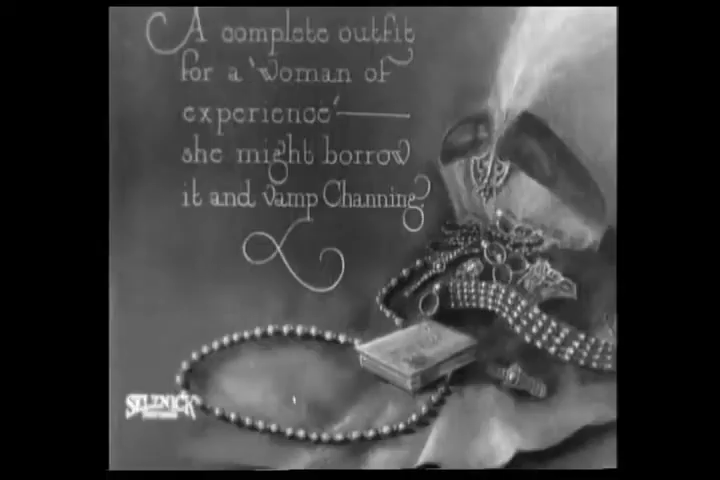 A complete outfit
for a 'woman of
experience'——
she might borrow
it and vamp Channing.
SELZNICK